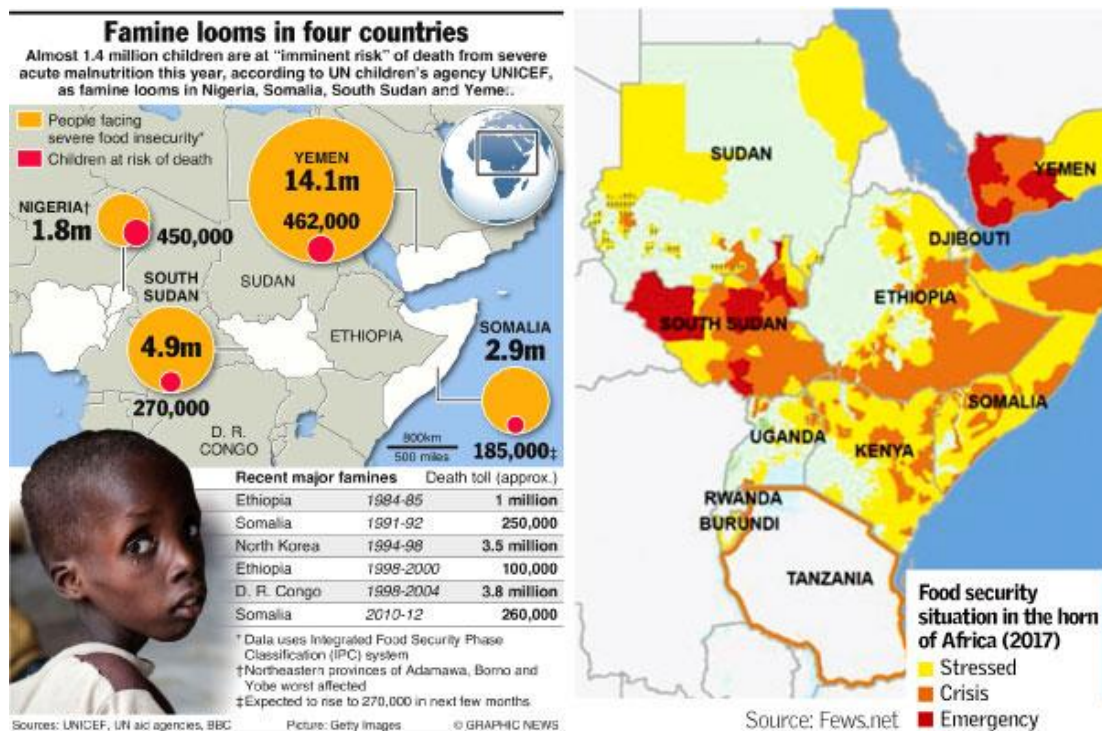 Famine looms in four countries
Almost 1.4 million children are at “imminent risk” of death from severe
acute malnutrition this year, according to UN children’s agency UNICEF,
as famine looms in Nigeria, Somalia, South Sudan and Yemen.
People facing
severe food insecurity*
Children at risk of death
YEMEN
14.1m
462,000
NIGERIA†
1.8m
450,000
SOUTH
SUDAN
4.9m
270,000
SUDAN
ETHIOPIA
SOMALIA
2.9m
185,000‡
D. R.
CONGO
800km
500 miles
Recent major famines Death toll (approx.)
Ethiopia 1984-85 1 million
Somalia 1991-92 250,000
North Korea 1994-98 3.5 million
Ethiopia 1998-2000 100,000
D. R. Congo 1998-2004 3.8 million
Somalia 2010-12 260,000
* Data uses Integrated Food Security Phase
Classification (IPC) system
†Northeastern provinces of Adamawa, Borno and
Yobe worst affected
‡Expected to rise to 270,000 in next few months
Sources: UNICEF, UN aid agencies, BBC Picture: Getty Images © GRAPHIC NEWS
SUDAN
YEMEN
DJIBOUTI
ETHIOPIA
SOUTH SUDAN
SOMALIA
UGANDA
KENYA
RWANDA
BURUNDI
TANZANIA
Food security
situation in the horn
of Africa (2017)
Stressed
Crisis
Emergency
Source: Fews.net